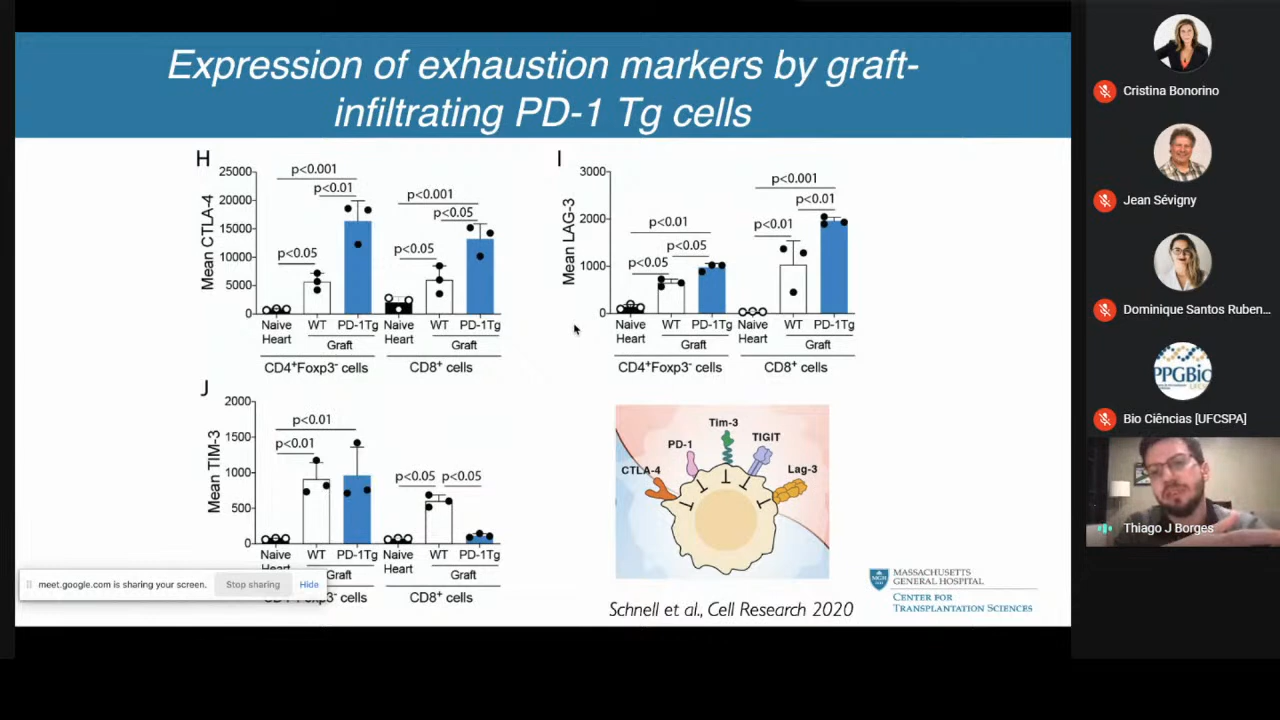 Expression of exhaustion markers by graft-
infiltrating PD-1 Tg cells
H
Mean CTLA-4
25000
20000
15000
10000
5000
0
p<0.001
p<0.01
p<0.05
p<0.001
p<0.05
p<0.05
Naive Heart
WT
PD-1Tg
Graft
Naive Heart
WT
PD-1Tg
Graft
CD4⁺Foxp3⁻ cells
CD8⁺ cells
I
Mean LAG-3
3000
2000
1000
0
p<0.01
p<0.05
p<0.05
p<0.001
p<0.01
p<0.01
Naive Heart
WT
PD-1Tg
Graft
Naive Heart
WT
PD-1Tg
Graft
CD4⁺Foxp3⁻ cells
CD8⁺ cells
J
Mean TIM-3
2000
1500
1000
500
0
p<0.01
p<0.01
p<0.05
p<0.05
Naive Heart
WT
PD-1Tg
Graft
Naive Heart
WT
PD-1Tg
Graft
Foxp3⁻ cells
CD8⁺ cells
CTLA-4
PD-1
Tim-3
TIGIT
Lag-3
Schnell et al., Cell Research 2020
MGH
1811
MASSACHUSETTS
GENERAL HOSPITAL
CENTER FOR
TRANSPLANTATION SCIENCES
meet.google.com is sharing your screen.
Stop sharing
Hide
Cristina Bonorino
Jean Sévigny
Dominique Santos Ruben...
PPGBio
UFCS
Bio Ciências [UFCSPA]
Thiago J Borges